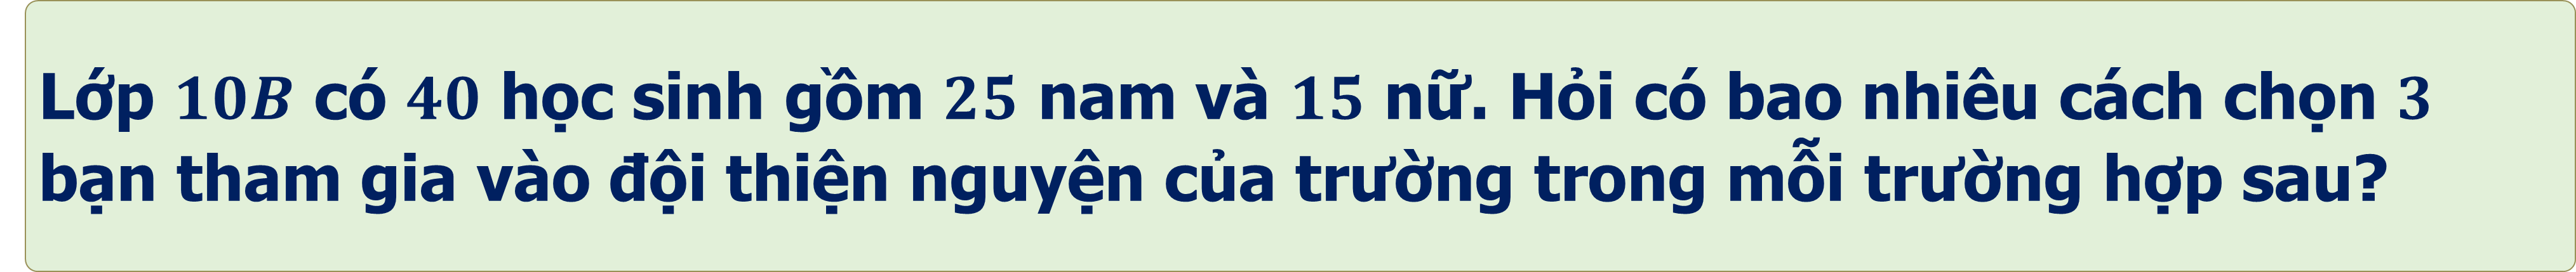 Lớp 10B có 40 học sinh gồm 25 nam và 15 nữ. Hỏi có bao nhiêu cách chọn 3
bạn tham gia vào đội thiện nguyện của trường trong mỗi trường hợp sau?